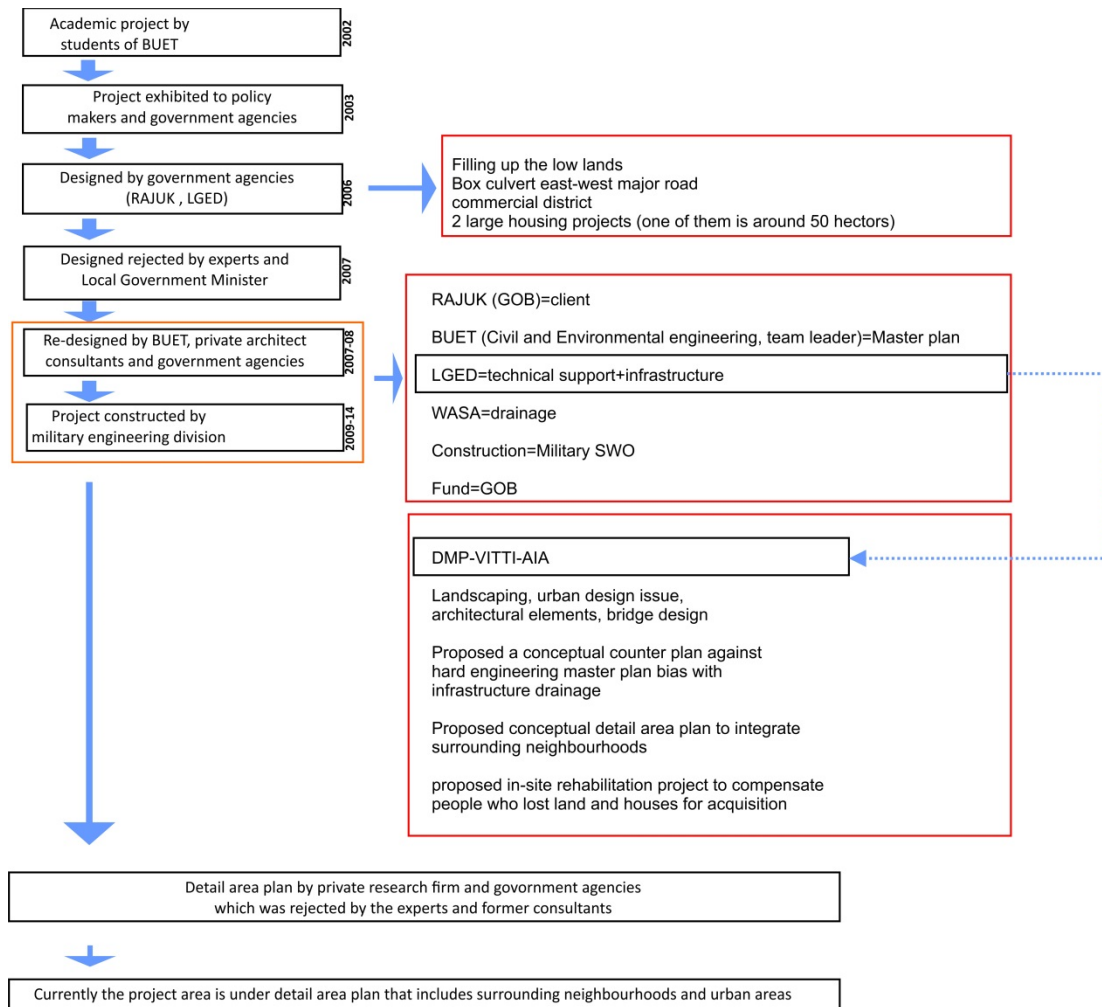 Academic project by
students of BUET
2002
Project exhibited to policy
makers and government agencies
2003
Designed by government agencies
(RAJUK , LGED)
2006
Filling up the low lands
Box culvert east-west major road
commercial district
2 large housing projects (one of them is around 50 hectors)
Designed rejected by experts and
Local Government Minister
2007
Re-designed by BUET, private architect
consultants and government agencies
2007-08
Project constructed by
military engineering division
2009-14
RAJUK (GOB)=client
BUET (Civil and Environmental engineering, team leader)=Master plan
LGED=technical support+infrastructure
WASA=drainage
Construction=Military SWO
Fund=GOB
DMP-VITTI-AIA
Landscaping, urban design issue,
architectural elements, bridge design
Proposed a conceptual counter plan against
hard engineering master plan bias with
infrastructure drainage
Proposed conceptual detail area plan to integrate
surrounding neighbourhoods
proposed in-site rehabilitation project to compensate
people who lost land and houses for acquisition
Detail area plan by private research firm and govornment agencies
which was rejected by the experts and former consultants
Currently the project area is under detail area plan that includes surrounding neighbourhoods and urban areas